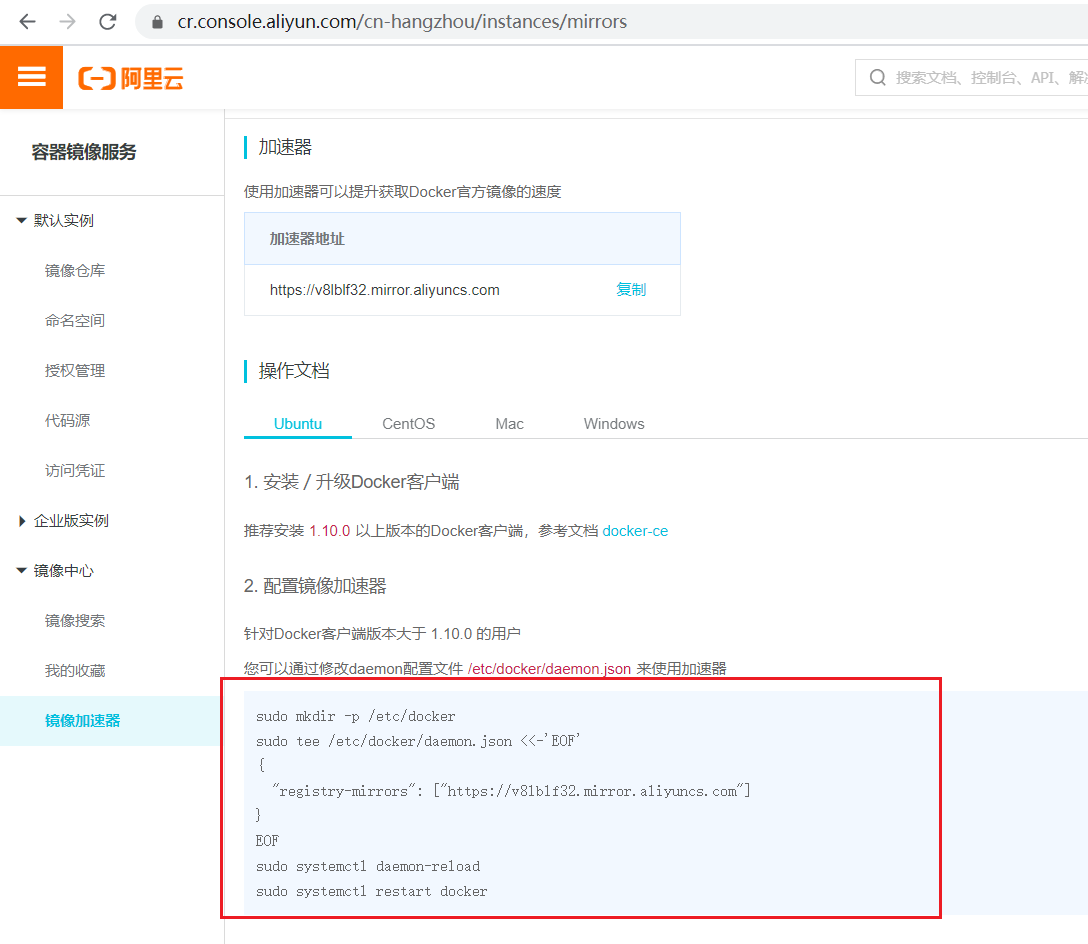 cr.console.aliyun.com/cn-hangzhou/instances/mirrors
阿里云
搜索文档、控制台、API、解
容器镜像服务
默认实例
镜像仓库
命名空间
授权管理
代码源
访问凭证
企业版实例
镜像中心
镜像搜索
我的收藏
镜像加速器
加速器
使用加速器可以提升获取Docker官方镜像的速度
加速器地址
https://v8lblf32.mirror.aliyuncs.com 复制
操作文档
Ubuntu CentOS Mac Windows
1. 安装 / 升级Docker客户端
推荐安装 1.10.0 以上版本的Docker客户端，参考文档 docker-ce
2. 配置镜像加速器
针对Docker客户端版本大于 1.10.0 的用户
您可以通过修改daemon配置文件 /etc/docker/daemon.json 来使用加速器
sudo mkdir -p /etc/docker
sudo tee /etc/docker/daemon.json <<-'EOF'
{
"registry-mirrors": ["https://v8lblf32.mirror.aliyuncs.com"]
}
EOF
sudo systemctl daemon-reload
sudo systemctl restart docker